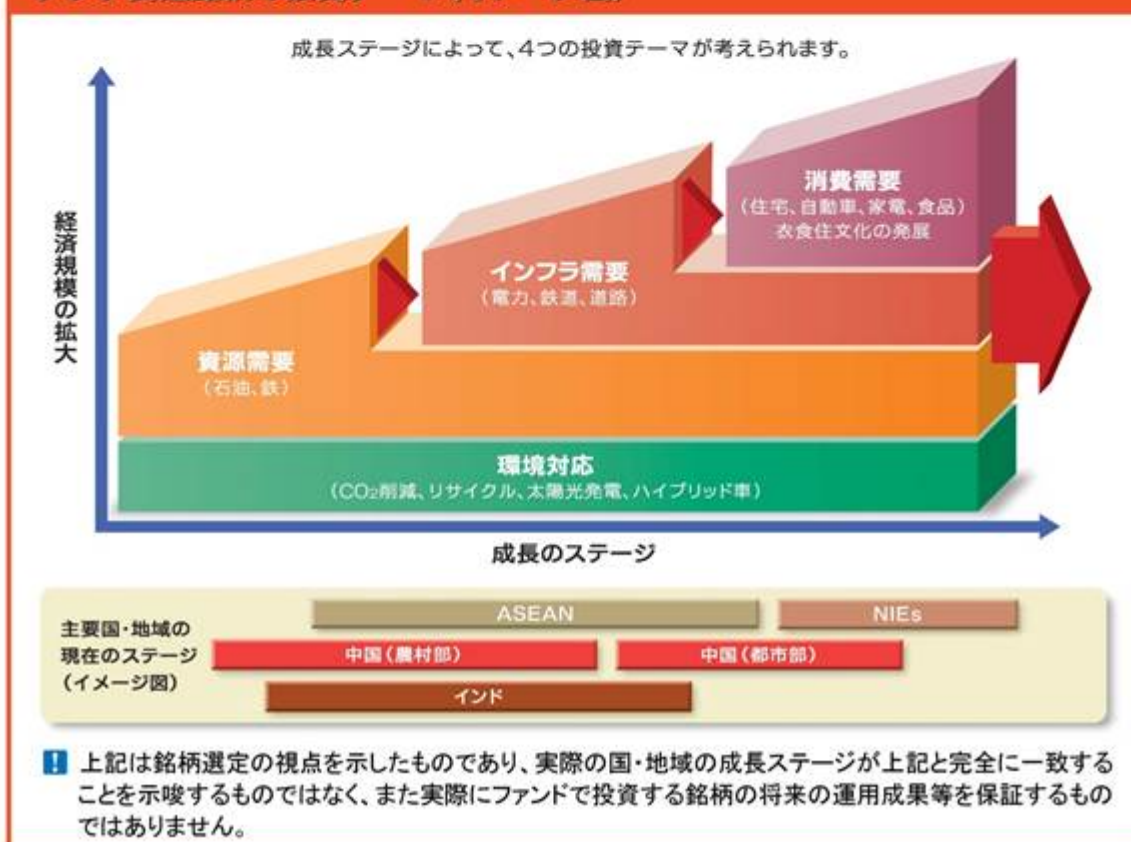 成長ステージによって、4つの投資テーマが考えられます。
経済規模の拡大
消費需要
（住宅、自動車、家電、食品）
衣食住文化の発展
インフラ需要
（電力、鉄道、道路）
資源需要
（石油、鉄）
環境対応
（CO₂削減、リサイクル、太陽光発電、ハイブリッド車）
成長のステージ
主要国・地域の
現在のステージ
（イメージ図）
ASEAN
NIEs
中国（農村部）
中国（都市部）
インド
! 上記は銘柄選定の視点を示したものであり、実際の国・地域の成長ステージが上記と完全に一致する
ことを示唆するものではなく、また実際にファンドで投資する銘柄の将来の運用成果等を保証するもの
ではありません。